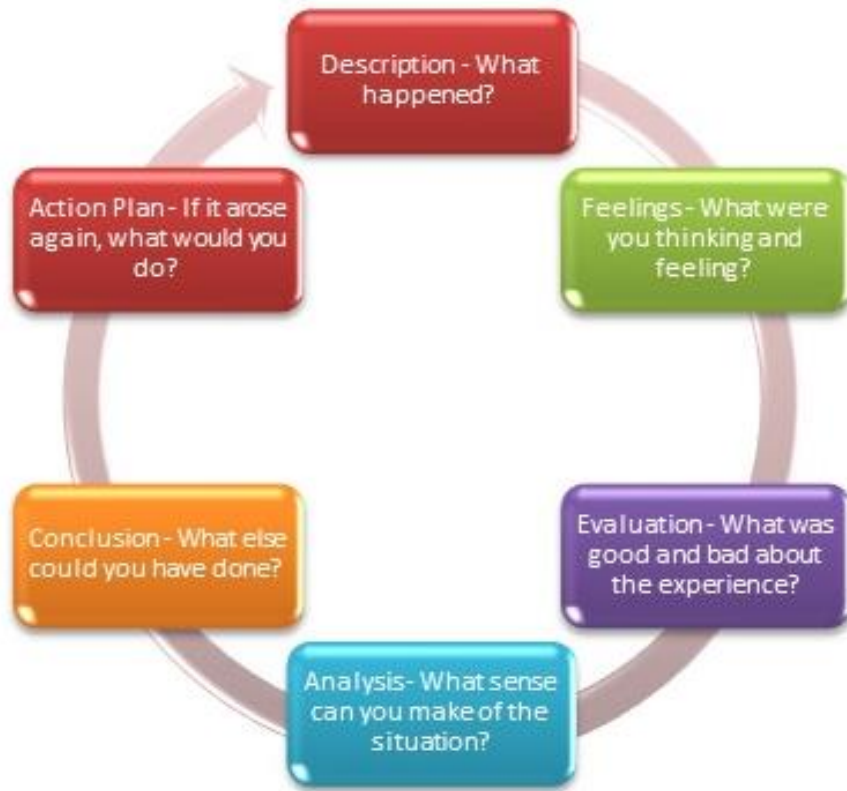 Description - What
happened?
Feelings - What were
you thinking and
feeling?
Evaluation - What was
good and bad about
the experience?
Analysis- What sense
can you make of the
situation?
Conclusion - What else
could you have done?
Action Plan - If it arose
again, what would you
do?